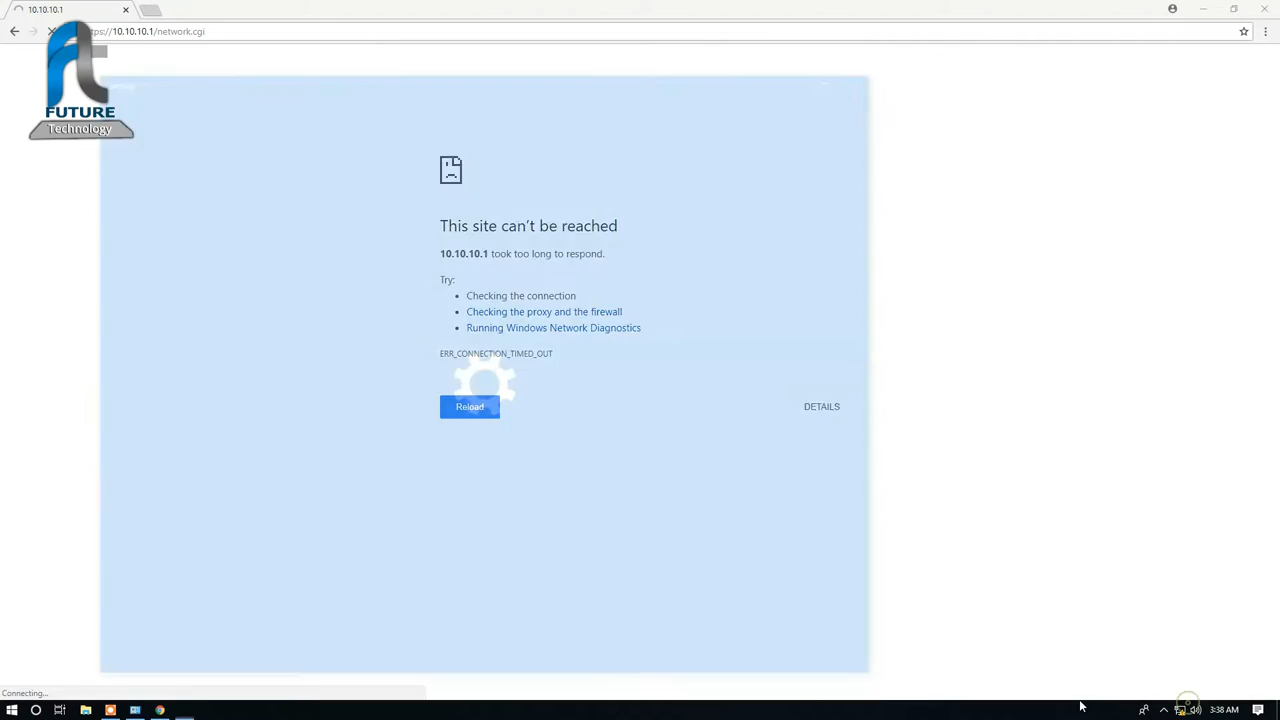 10.10.10.1
https://10.10.10.1/network.cgi
FUTURE
Technology
This site can't be reached
10.10.10.1 took too long to respond.
Try:
Checking the connection
Checking the proxy and the firewall
Running Windows Network Diagnostics
ERR_CONNECTION_TIMED_OUT
Reload
DETAILS
Connecting...
3:38 AM